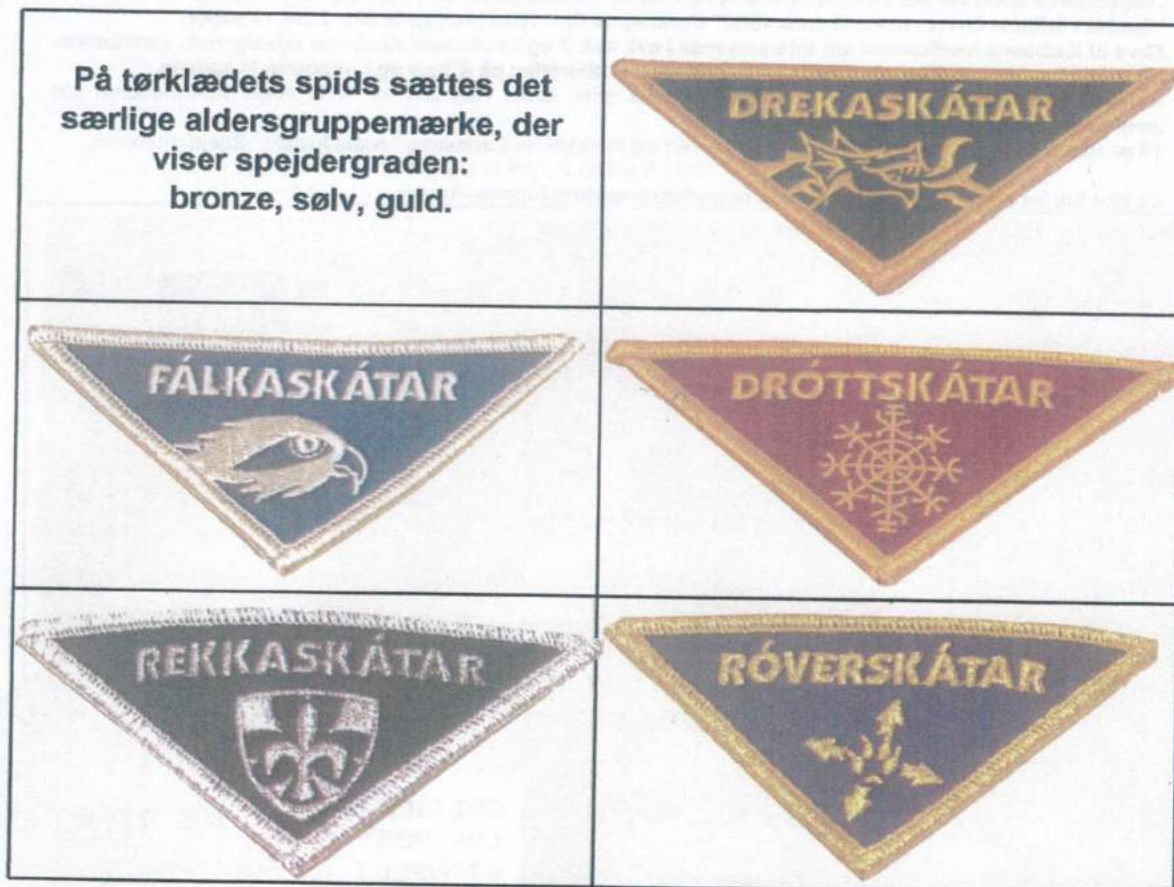 På tørklædets spids sættes det
særlige aldersgruppemærke, der
viser spejdergraden:
bronze, sølv, guld.
DREKASKÁTAR
FÁLKASKÁTAR
DRÓTTSKÁTAR
REKKASKÁTAR
RÓVERSKÁTAR